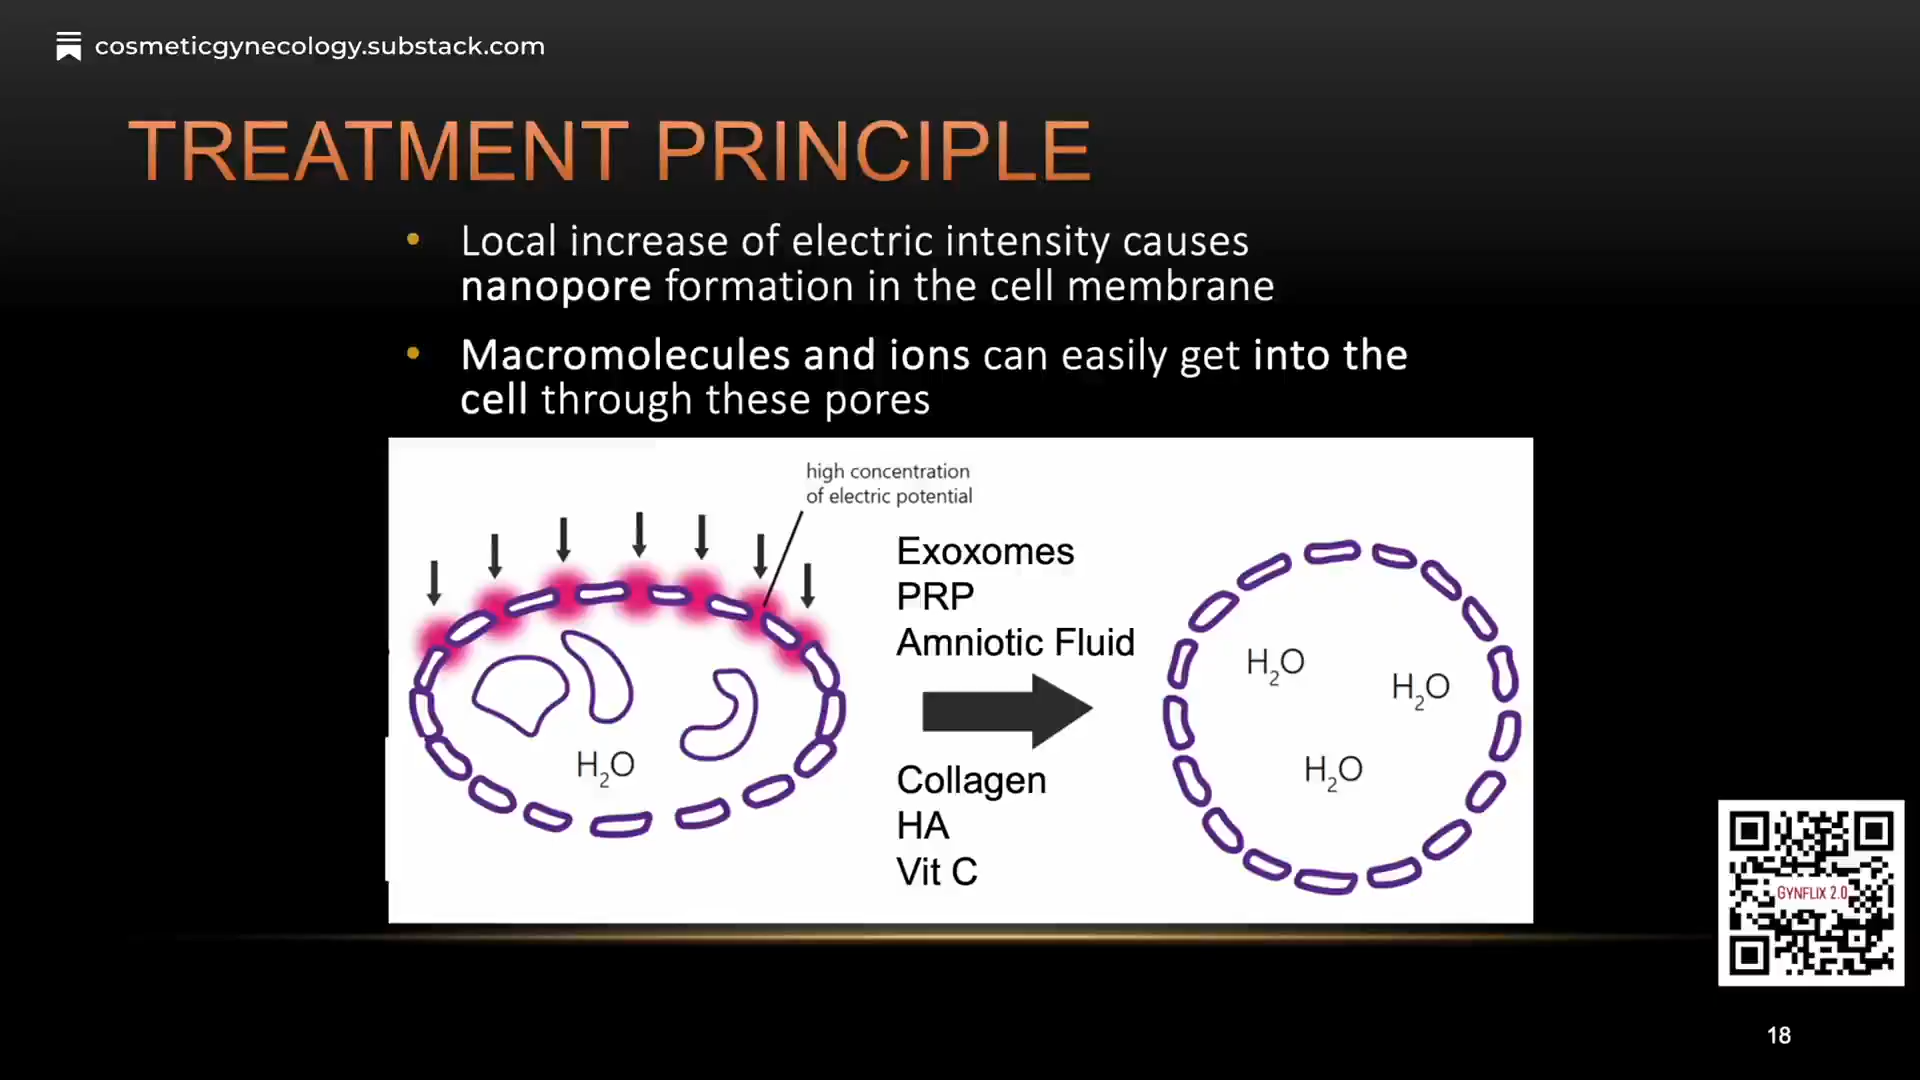 cosmeticgynecology.substack.com
TREATMENT PRINCIPLE
• Local increase of electric intensity causes
nanopore formation in the cell membrane
• Macromolecules and ions can easily get into the
cell through these pores
high concentration
of electric potential
Exoxomes
PRP
Amniotic Fluid
H₂O
H₂O
H₂O
H₂O
Collagen
HA
Vit C
GYNFLIX 2.0
18